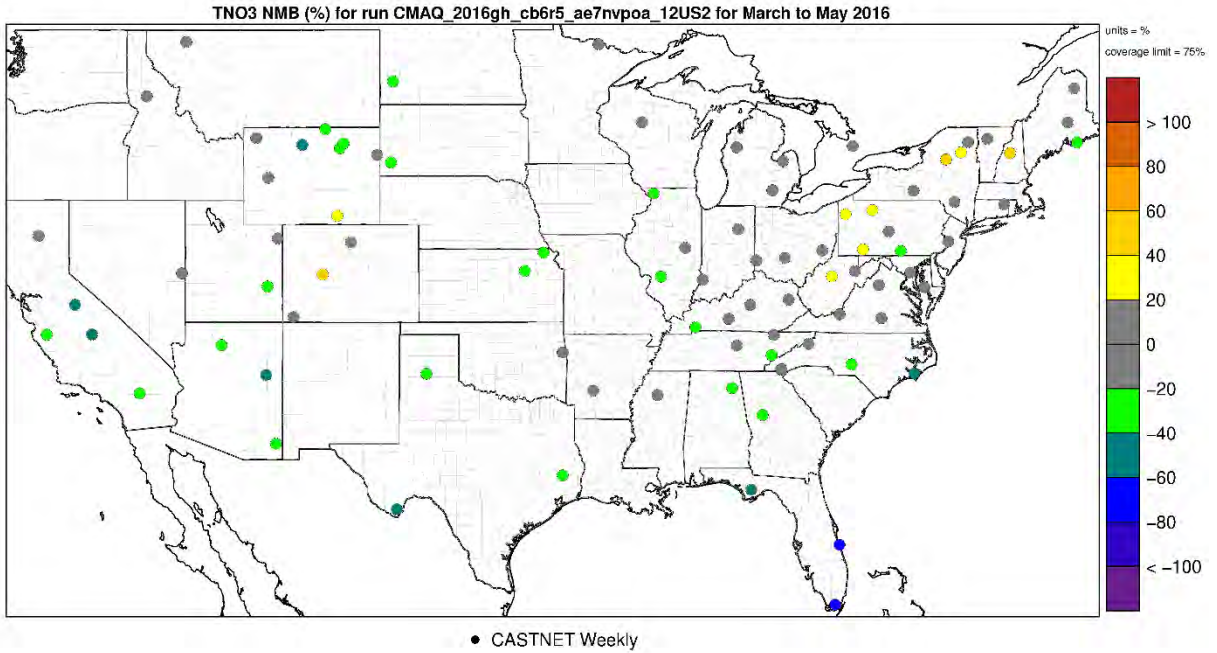 TNO3 NMB (%) for run CMAQ_2016gh_cb6r5_ae7nvpoa_12US2 for March to May 2016
units = %
coverage limit = 75%
> 100
80
60
40
20
0
−20
−40
−60
−80
< −100
CASTNET Weekly